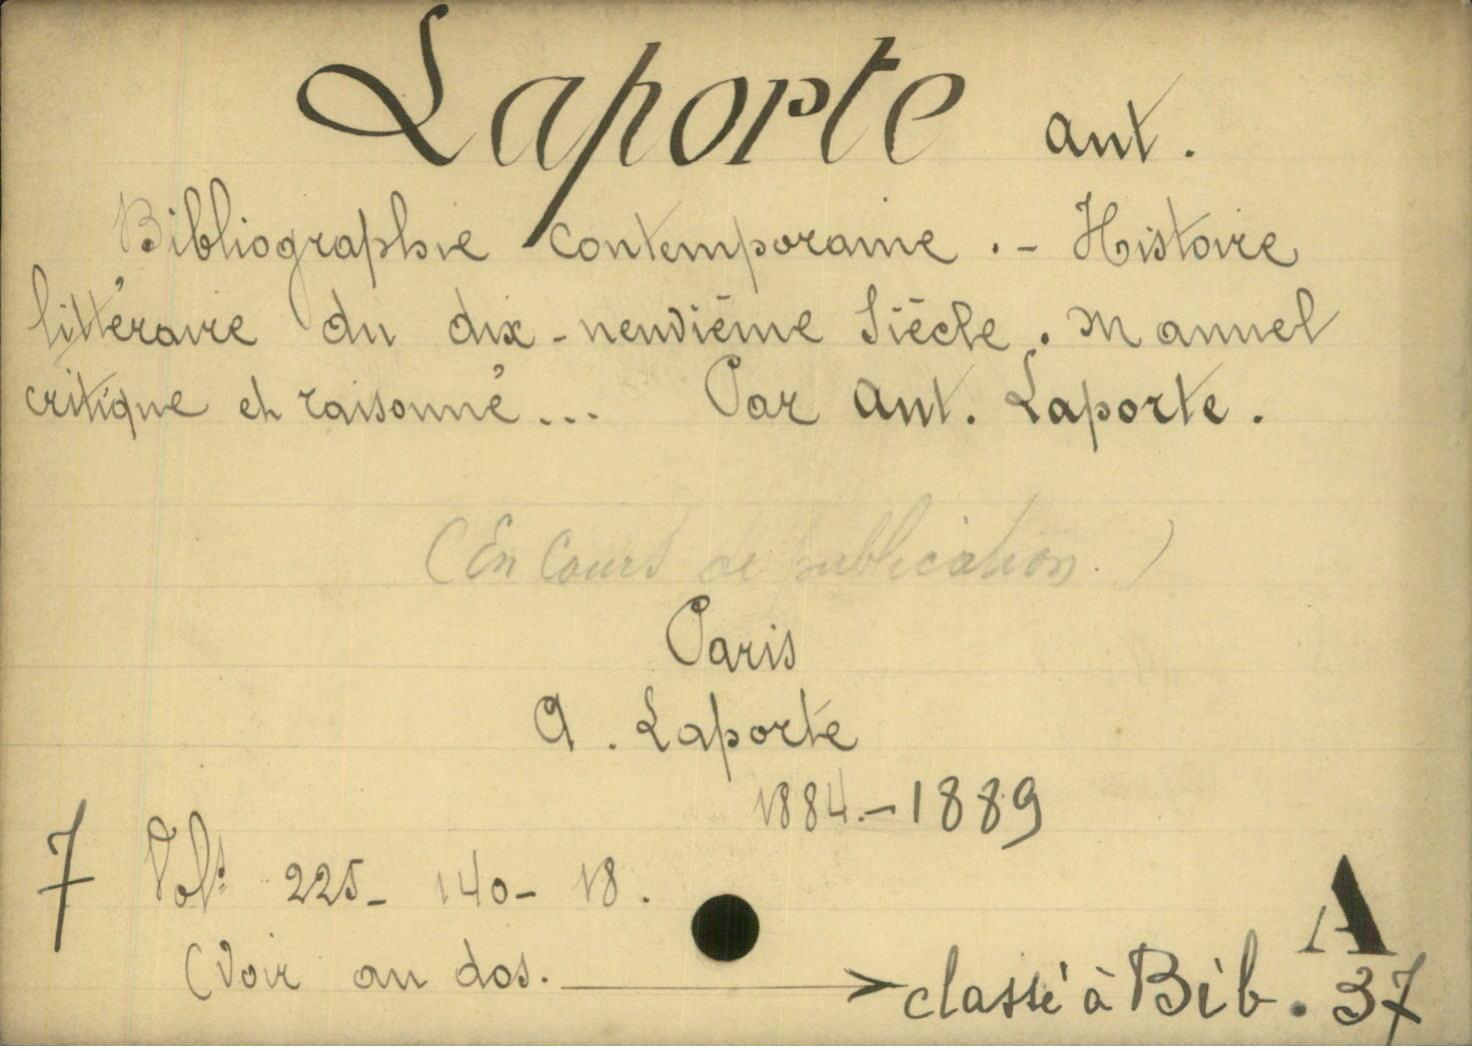 Laporte ant.
Bibliographie contemporaine. - Histoire
littéraire du dix-neuvième Siècle. Manuel
critique et raisonné... Par Ant. Laporte.
(En Cours de publication.)
Paris
A. Laporte
1884.-1889
7 Vols 225- 140- 18.
A
(Voir au dos. classé à Bib. 37